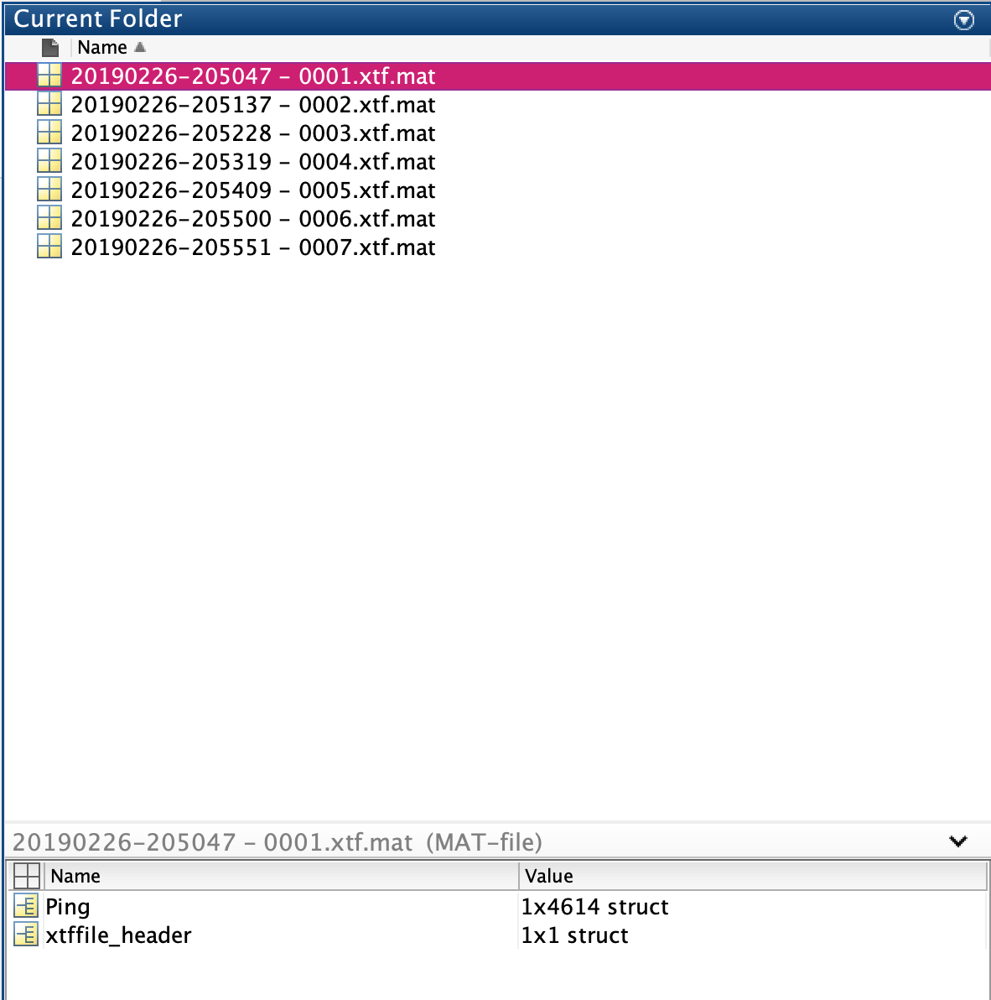 Current Folder
Name
20190226-205047 - 0001.xtf.mat
20190226-205137 - 0002.xtf.mat
20190226-205228 - 0003.xtf.mat
20190226-205319 - 0004.xtf.mat
20190226-205409 - 0005.xtf.mat
20190226-205500 - 0006.xtf.mat
20190226-205551 - 0007.xtf.mat
20190226-205047 - 0001.xtf.mat (MAT-file)
Name Value
Ping 1x4614 struct
xtffile_header 1x1 struct